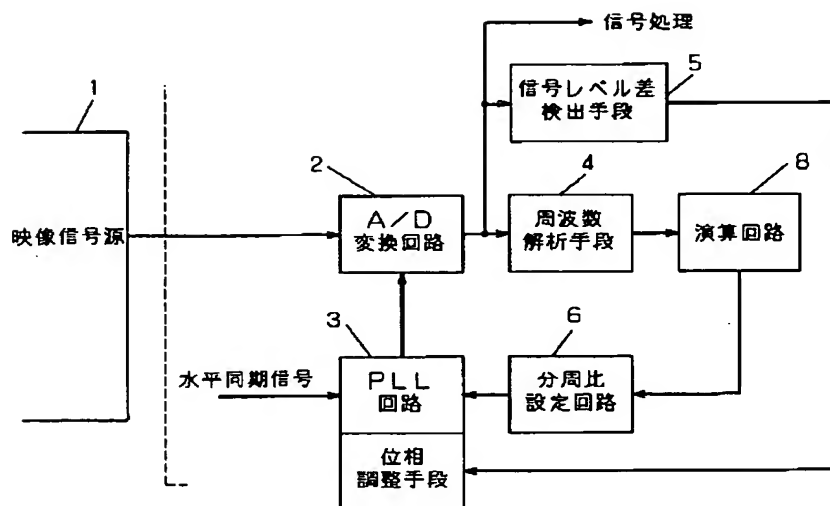 信号処理
1
5
信号レベル差
検出手段
2
4
8
映像信号源
A/D
変換回路
周波数
解析手段
演算回路
3
6
水平同期信号
PLL
回路
分周比
設定回路
位相
調整手段